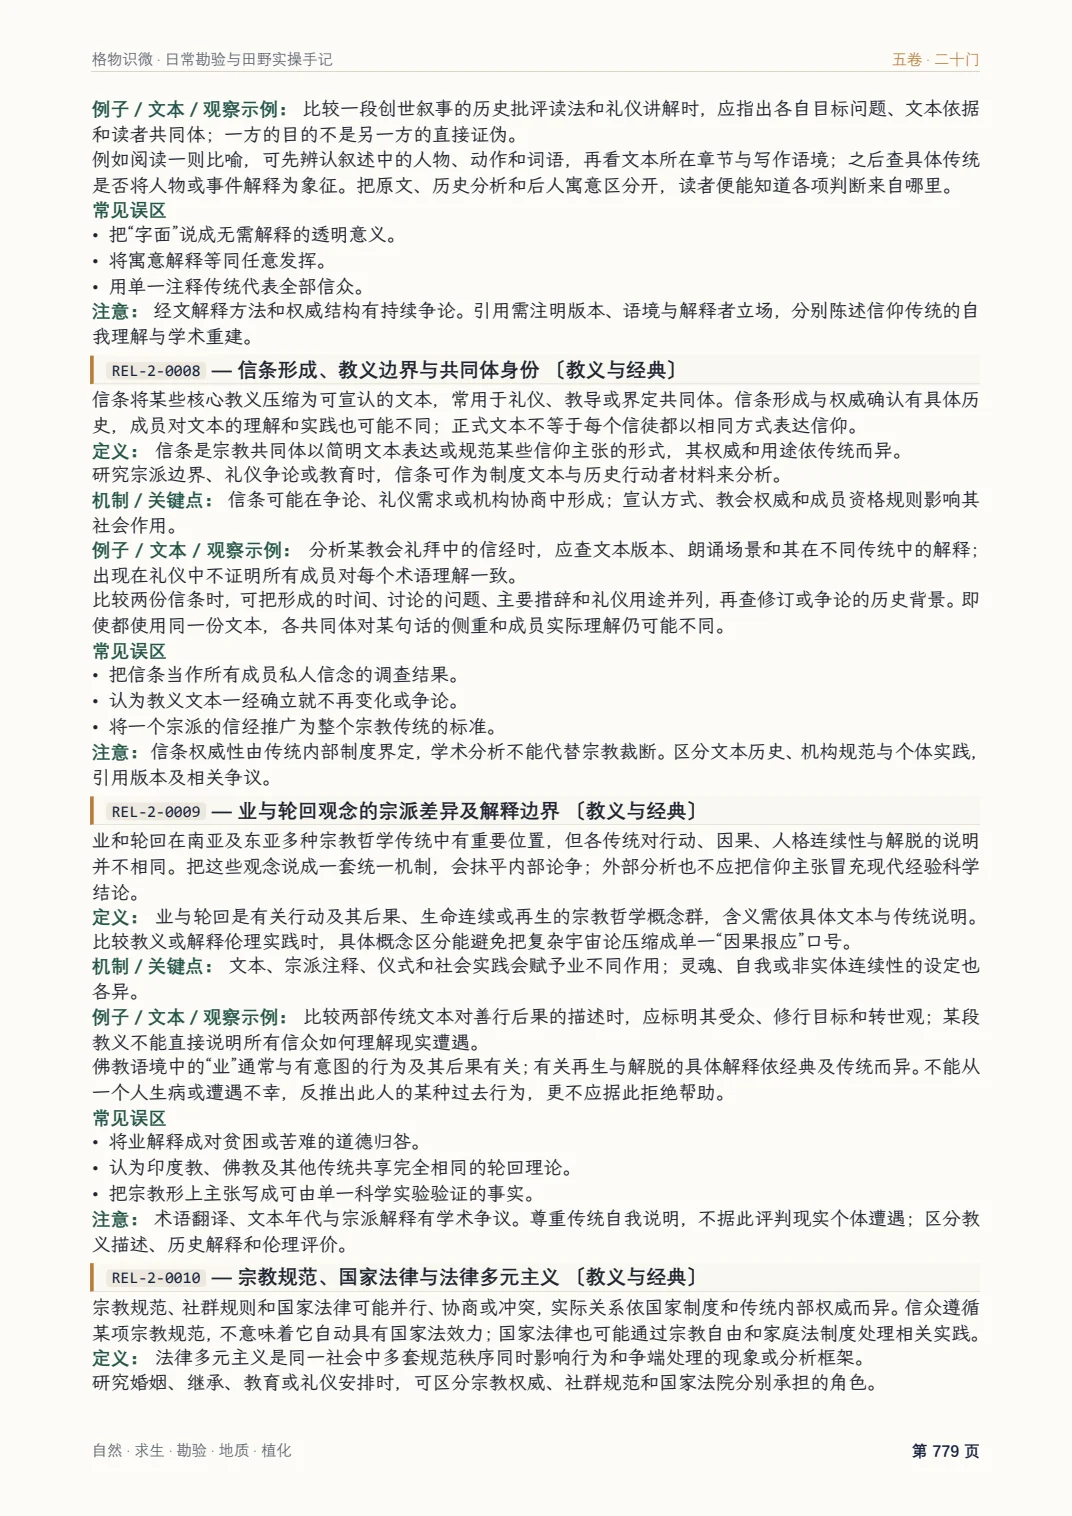 格物识微 · 日常勘验与田野实操手记
五卷 · 二十门
例子 / 文本 / 观察示例： 比较一段创世叙事的历史批评读法和礼仪讲解时，应指出各自目标问题、文本依据
和读者共同体；一方的目的不是另一方的直接证伪。
例如阅读一则比喻，可先辨认叙述中的人物、动作和词语，再看文本所在章节与写作语境；之后查具体传统
是否将人物或事件解释为象征。把原文、历史分析和后人寓意区分开，读者便能知道各项判断来自哪里。
常见误区
• 把“字面”说成无需解释的透明意义。
• 将寓意解释等同任意发挥。
• 用单一注释传统代表全部信众。
注意： 经文解释方法和权威结构有持续争论。引用需注明版本、语境与解释者立场，分别陈述信仰传统的自
我理解与学术重建。
REL-2-0008 — 信条形成、教义边界与共同体身份 〔教义与经典〕
信条将某些核心教义压缩为可宣认的文本，常用于礼仪、教导或界定共同体。信条形成与权威确认有具体历
史，成员对文本的理解和实践也可能不同；正式文本不等于每个信徒都以相同方式表达信仰。
定义： 信条是宗教共同体以简明文本表达或规范某些信仰主张的形式，其权威和用途依传统而异。
研究宗派边界、礼仪争论或教育时，信条可作为制度文本与历史行动者材料来分析。
机制 / 关键点： 信条可能在争论、礼仪需求或机构协商中形成；宣认方式、教会权威和成员资格规则影响其
社会作用。
例子 / 文本 / 观察示例： 分析某教会礼拜中的信经时，应查文本版本、朗诵场景和其在不同传统中的解释；
出现在礼仪中不证明所有成员对每个术语理解一致。
比较两份信条时，可把形成的时间、讨论的问题、主要措辞和礼仪用途并列，再查修订或争论的历史背景。即
使都使用同一份文本，各共同体对某句话的侧重和成员实际理解仍可能不同。
常见误区
• 把信条当作所有成员私人信念的调查结果。
• 认为教义文本一经确立就不再变化或争论。
• 将一个宗派的信经推广为整个宗教传统的标准。
注意： 信条权威性由传统内部制度界定，学术分析不能代替宗教裁断。区分文本历史、机构规范与个体实践，
引用版本及相关争议。
REL-2-0009 — 业与轮回观念的宗派差异及解释边界 〔教义与经典〕
业和轮回在南亚及东亚多种宗教哲学传统中有重要位置，但各传统对行动、因果、人格连续性与解脱的说明
并不相同。把这些观念说成一套统一机制，会抹平内部论争；外部分析也不应把信仰主张冒充现代经验科学
结论。
定义： 业与轮回是有关行动及其后果、生命连续或再生的宗教哲学概念群，含义需依具体文本与传统说明。
比较教义或解释伦理实践时，具体概念区分能避免把复杂宇宙论压缩成单一“因果报应”口号。
机制 / 关键点： 文本、宗派注释、仪式和社会实践会赋予业不同作用；灵魂、自我或非实体连续性的设定也
各异。
例子 / 文本 / 观察示例： 比较两部传统文本对善行后果的描述时，应标明其受众、修行目标和转世观；某段
教义不能直接说明所有信众如何理解现实遭遇。
佛教语境中的“业”通常与有意图的行为及其后果有关；有关再生与解脱的具体解释依经典及传统而异。不能从
一个人生病或遭遇不幸，反推出此人的某种过去行为，更不应据此拒绝帮助。
常见误区
• 将业解释成对贫困或苦难的道德归咎。
• 认为印度教、佛教及其他传统共享完全相同的轮回理论。
• 把宗教形上主张写成可由单一科学实验验证的事实。
注意： 术语翻译、文本年代与宗派解释有学术争议。尊重传统自我说明，不据此评判现实个体遭遇；区分教
义描述、历史解释和伦理评价。
REL-2-0010 — 宗教规范、国家法律与法律多元主义 〔教义与经典〕
宗教规范、社群规则和国家法律可能并行、协商或冲突，实际关系依国家制度和传统内部权威而异。信众遵循
某项宗教规范，不意味着它自动具有国家法效力；国家法律也可能通过宗教自由和家庭法制度处理相关实践。
定义： 法律多元主义是同一社会中多套规范秩序同时影响行为和争端处理的现象或分析框架。
研究婚姻、继承、教育或礼仪安排时，可区分宗教权威、社群规范和国家法院分别承担的角色。
自然 · 求生 · 勘验 · 地质 · 植化
第 779 页